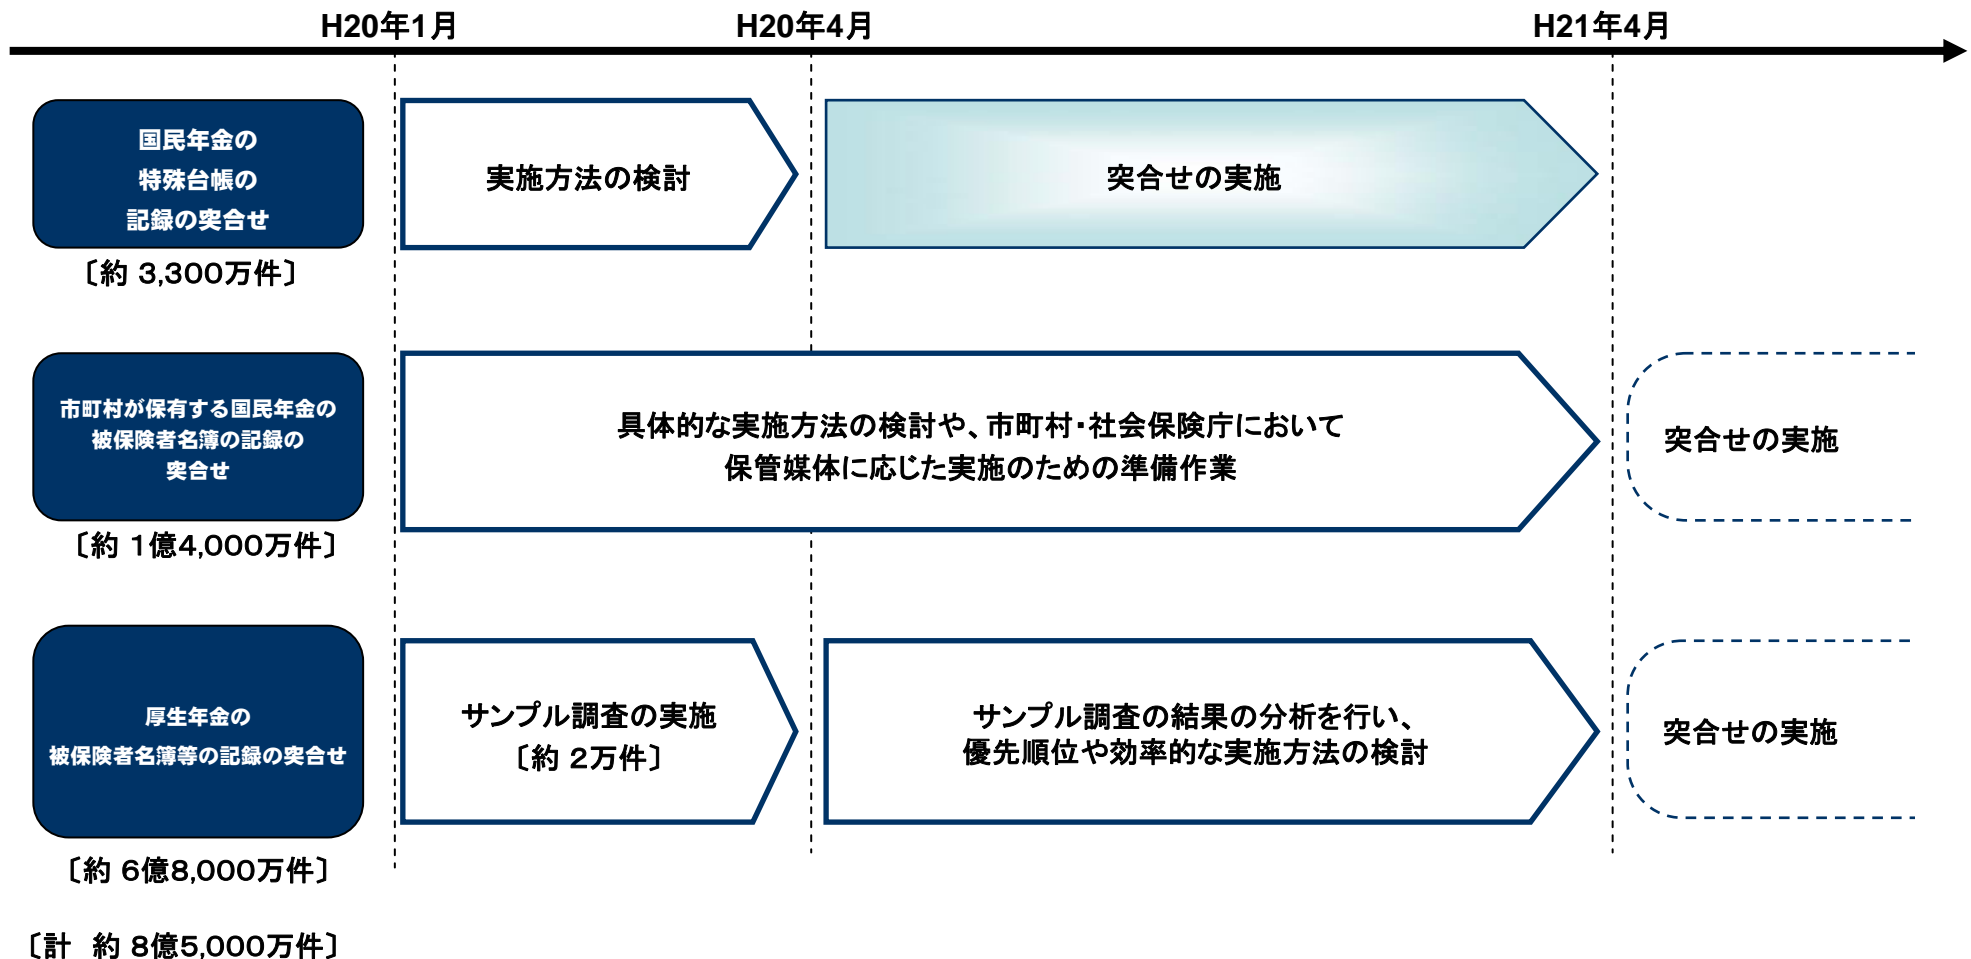 H20年1月
H20年4月
H21年4月
国民年金の
特殊台帳の
記録の突合せ
〔約 3,300万件〕
実施方法の検討
突合せの実施
市町村が保有する国民年金の
被保険者名簿の記録の
突合せ
〔約 1億4,000万件〕
具体的な実施方法の検討や、市町村・社会保険庁において
保管媒体に応じた実施のための準備作業
突合せの実施
厚生年金の
被保険者名簿等の記録の突合せ
〔約 6億8,000万件〕
サンプル調査の実施
〔約 2万件〕
サンプル調査の結果の分析を行い、
優先順位や効率的な実施方法の検討
突合せの実施
〔計　約 8億5,000万件〕